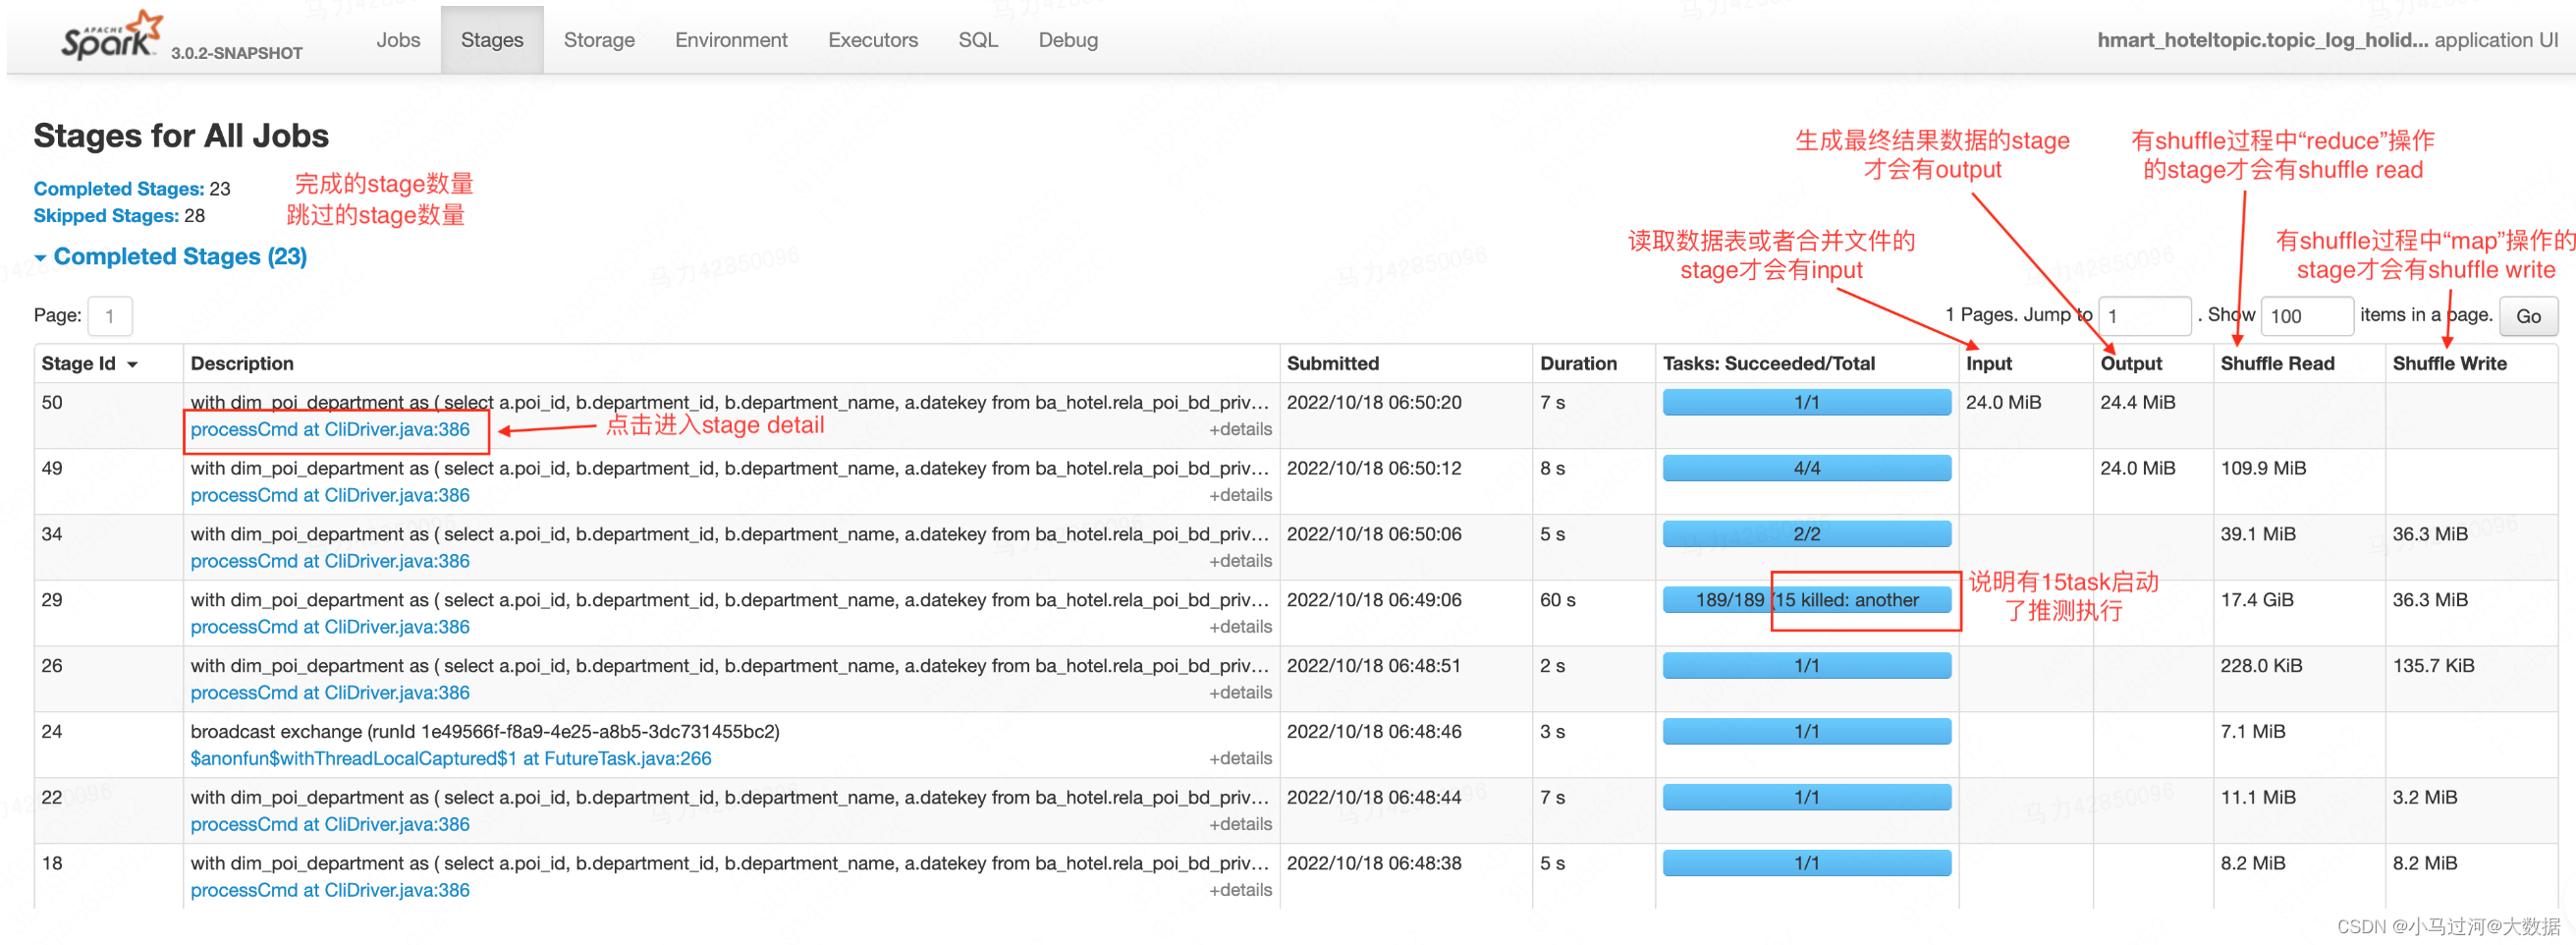 APACHE
Spark 3.0.2-SNAPSHOT Jobs Stages Storage Environment Executors SQL Debug hmart_hoteltopic.topic_log_holid... application UI
Stages for All Jobs
生成最终结果数据的stage
才会有output
有shuffle过程中“reduce”操作
的stage才会有shuffle read
Completed Stages: 23 完成的stage数量
Skipped Stages: 28 跳过的stage数量
读取数据表或者合并文件的
stage才会有input
有shuffle过程中“map”操作的
stage才会有shuffle write
Completed Stages (23)
Page: 1 1 Pages. Jump to 1 . Show 100 items in a page. Go
Stage Id Description Submitted Duration Tasks: Succeeded/Total Input Output Shuffle Read Shuffle Write
50 with dim_poi_department as ( select a.poi_id, b.department_id, b.department_name, a.datekey from ba_hotel.rela_poi_bd_priv... 2022/10/18 06:50:20 7 s 1/1 24.0 MiB 24.4 MiB
processCmd at CliDriver.java:386 点击进入stage detail +details
49 with dim_poi_department as ( select a.poi_id, b.department_id, b.department_name, a.datekey from ba_hotel.rela_poi_bd_priv... 2022/10/18 06:50:12 8 s 4/4 24.0 MiB 109.9 MiB
processCmd at CliDriver.java:386 +details
34 with dim_poi_department as ( select a.poi_id, b.department_id, b.department_name, a.datekey from ba_hotel.rela_poi_bd_priv... 2022/10/18 06:50:06 5 s 2/2 39.1 MiB 36.3 MiB
processCmd at CliDriver.java:386 +details
29 with dim_poi_department as ( select a.poi_id, b.department_id, b.department_name, a.datekey from ba_hotel.rela_poi_bd_priv... 2022/10/18 06:49:06 60 s 189/189 (15 killed: another 17.4 GiB 36.3 MiB
processCmd at CliDriver.java:386 +details
说明有15task启动
了推测执行
26 with dim_poi_department as ( select a.poi_id, b.department_id, b.department_name, a.datekey from ba_hotel.rela_poi_bd_priv... 2022/10/18 06:48:51 2 s 1/1 228.0 KiB 135.7 KiB
processCmd at CliDriver.java:386 +details
24 broadcast exchange (runId 1e49566f-f8a9-4e25-a8b5-3dc731455bc2) 2022/10/18 06:48:46 3 s 1/1 7.1 MiB
$anonfun$withThreadLocalCaptured$1 at FutureTask.java:266 +details
22 with dim_poi_department as ( select a.poi_id, b.department_id, b.department_name, a.datekey from ba_hotel.rela_poi_bd_priv... 2022/10/18 06:48:44 7 s 1/1 11.1 MiB 3.2 MiB
processCmd at CliDriver.java:386 +details
18 with dim_poi_department as ( select a.poi_id, b.department_id, b.department_name, a.datekey from ba_hotel.rela_poi_bd_priv... 2022/10/18 06:48:38 5 s 1/1 8.2 MiB 8.2 MiB
processCmd at CliDriver.java:386 +details
CSDN @小马过河@大数据